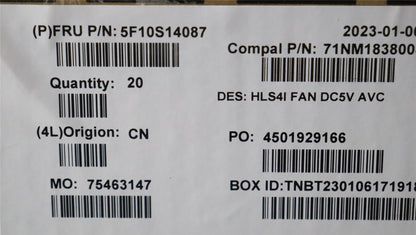 (P)FRU P/N: 5F10S14087
2023-01-06
Compal P/N: 71NM183800
Quantity: 20
DES: HLS4I FAN DC5V AVC
(4L)Origion: CN
PO: 4501929166
MO: 75463147
BOX ID:TNBT230106171918